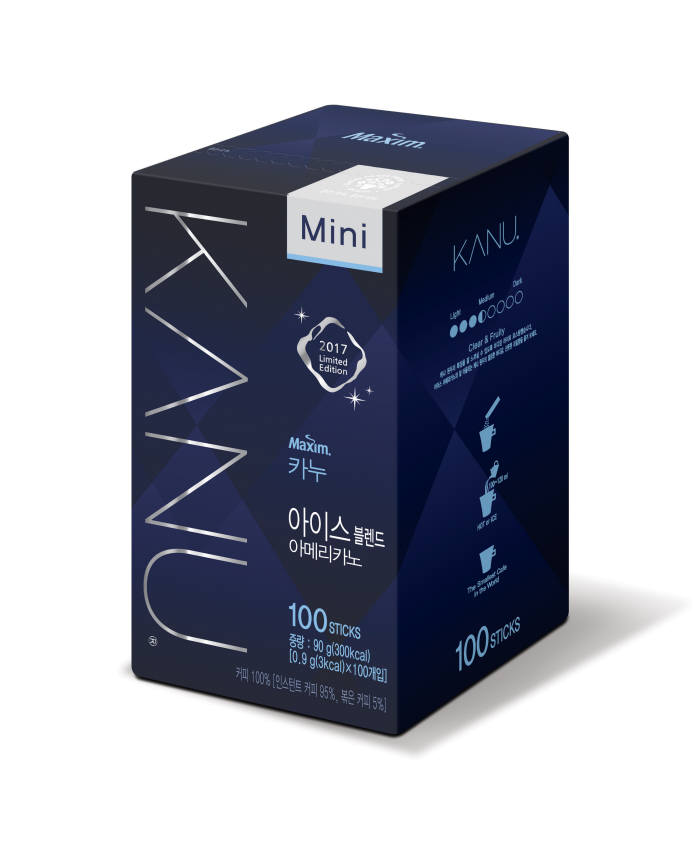 Maxim.
Mini
KANU
2017
Limited
Edition
Maxim.
카누
아이스 블렌드
아메리카노
100 STICKS
중량 : 90 g(300kcal)
[0.9 g(3kcal)×100개입]
커피 100% [인스턴트 커피 95%, 볶은 커피 5%]
KANU.
Light Medium Dark
Clear & Fruity
100~120 ml
HOT or ICE
The Smallest Cafe
in the World
100 STICKS